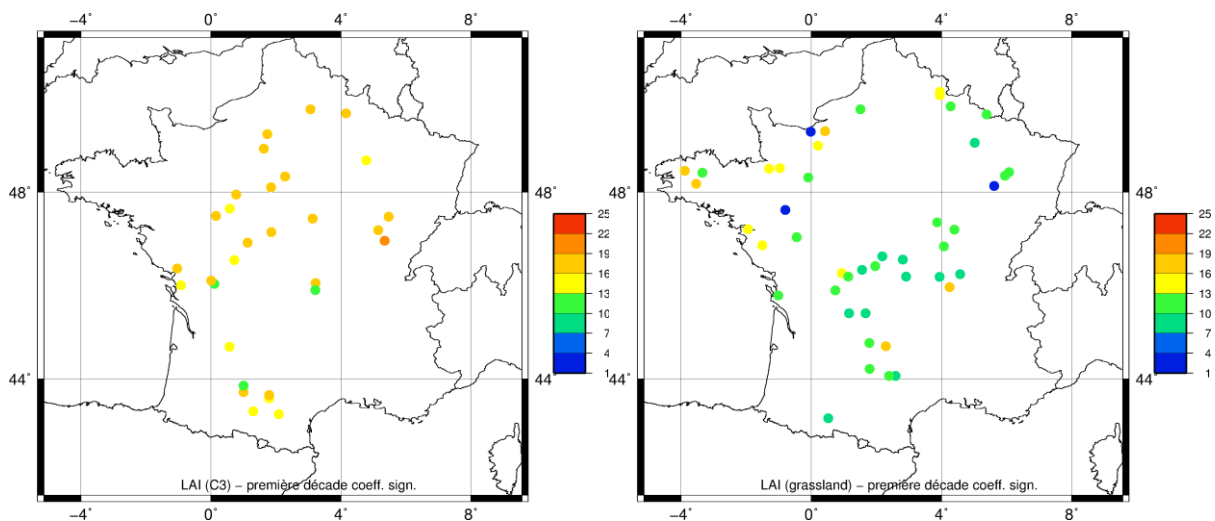 −4° 0° 4° 8° −4° 0° 4° 8°
48° 48° 48° 48°
25 25
22 22
19 19
16 16
13 13
10 10
7 7
4 4
44° 44° 1 44° 44° 1
LAI (C3) − première décade coeff. sign. LAI (grassland) − première décade coeff. sign.
−4° 0° 4° 8° −4° 0° 4° 8°